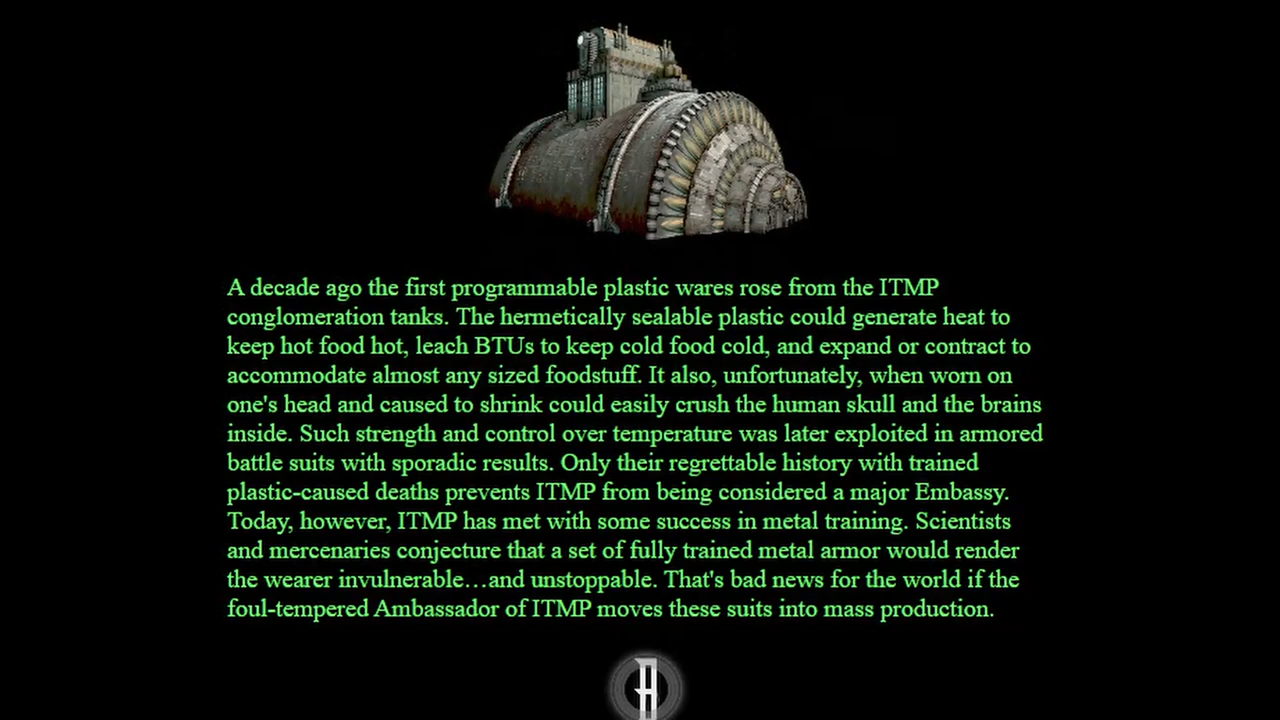 A decade ago the first programmable plastic wares rose from the ITMP
conglomeration tanks. The hermetically sealable plastic could generate heat to
keep hot food hot, leach BTUs to keep cold food cold, and expand or contract to
accommodate almost any sized foodstuff. It also, unfortunately, when worn on
one's head and caused to shrink could easily crush the human skull and the brains
inside. Such strength and control over temperature was later exploited in armored
battle suits with sporadic results. Only their regrettable history with trained
plastic-caused deaths prevents ITMP from being considered a major Embassy.
Today, however, ITMP has met with some success in metal training. Scientists
and mercenaries conjecture that a set of fully trained metal armor would render
the wearer invulnerable…and unstoppable. That's bad news for the world if the
foul-tempered Ambassador of ITMP moves these suits into mass production.